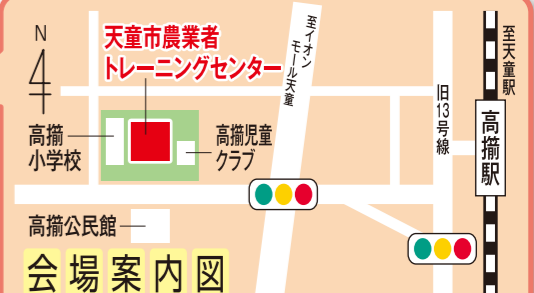 N
天童市農業者
トレーニングセンター
至イオン
モール天童
至天童駅
旧13号線
高擶
小学校
高擶児童
クラブ
高擶駅
高擶公民館
会場案内図